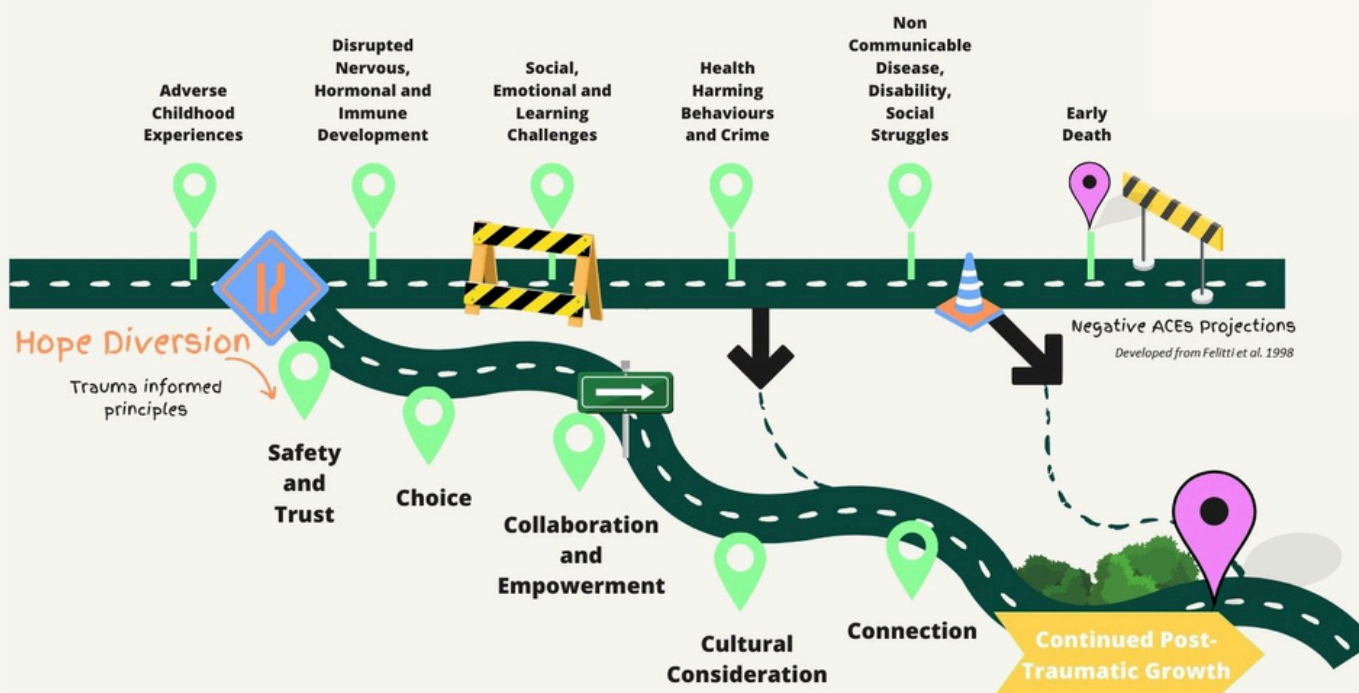 Adverse
Childhood
Experiences
Disrupted
Nervous,
Hormonal and
Immune
Development
Social,
Emotional and
Learning
Challenges
Health
Harming
Behaviours
and Crime
Non
Communicable
Disease,
Disability,
Social
Struggles
Early
Death
Hope Diversion
Trauma informed
principles
Negative ACEs Projections
Developed from Felitti et al. 1998
Safety
and
Trust
Choice
Collaboration
and
Empowerment
Cultural
Consideration
Connection
Continued Post-
Traumatic Growth